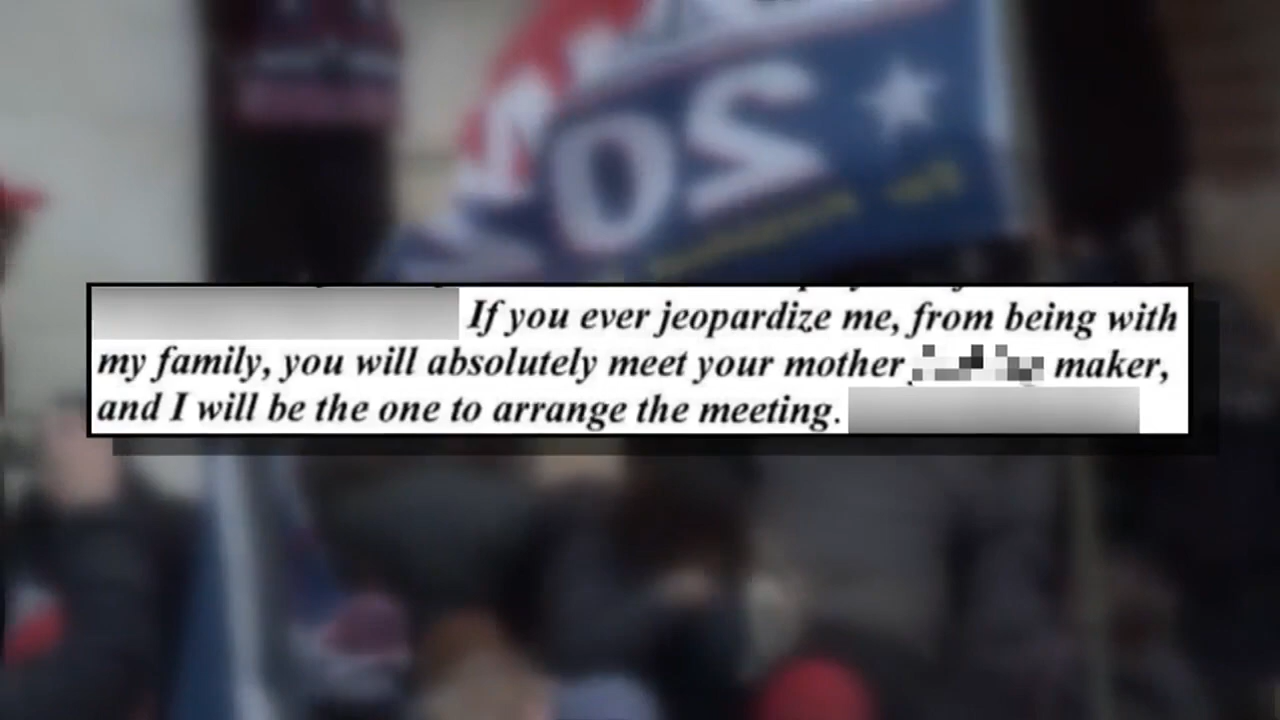 If you ever jeopardize me, from being with
my family, you will absolutely meet your mother maker,
and I will be the one to arrange the meeting.